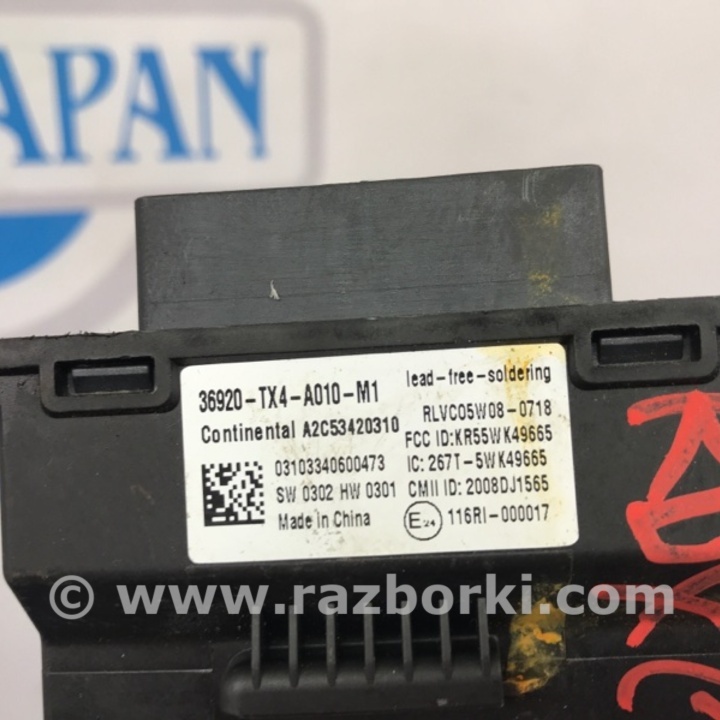 JAPAN
36920-TX4-A010-M1
lead-free-soldering
Continental A2C53420310
RLVC05W08-0718
FCC ID:KR55WK49665
03103340600473
IC: 267T-5WK49665
SW 0302 HW 0301
CMII ID: 2008DJ1565
Made in China
E24 116RI-000017
© www.razborki.com